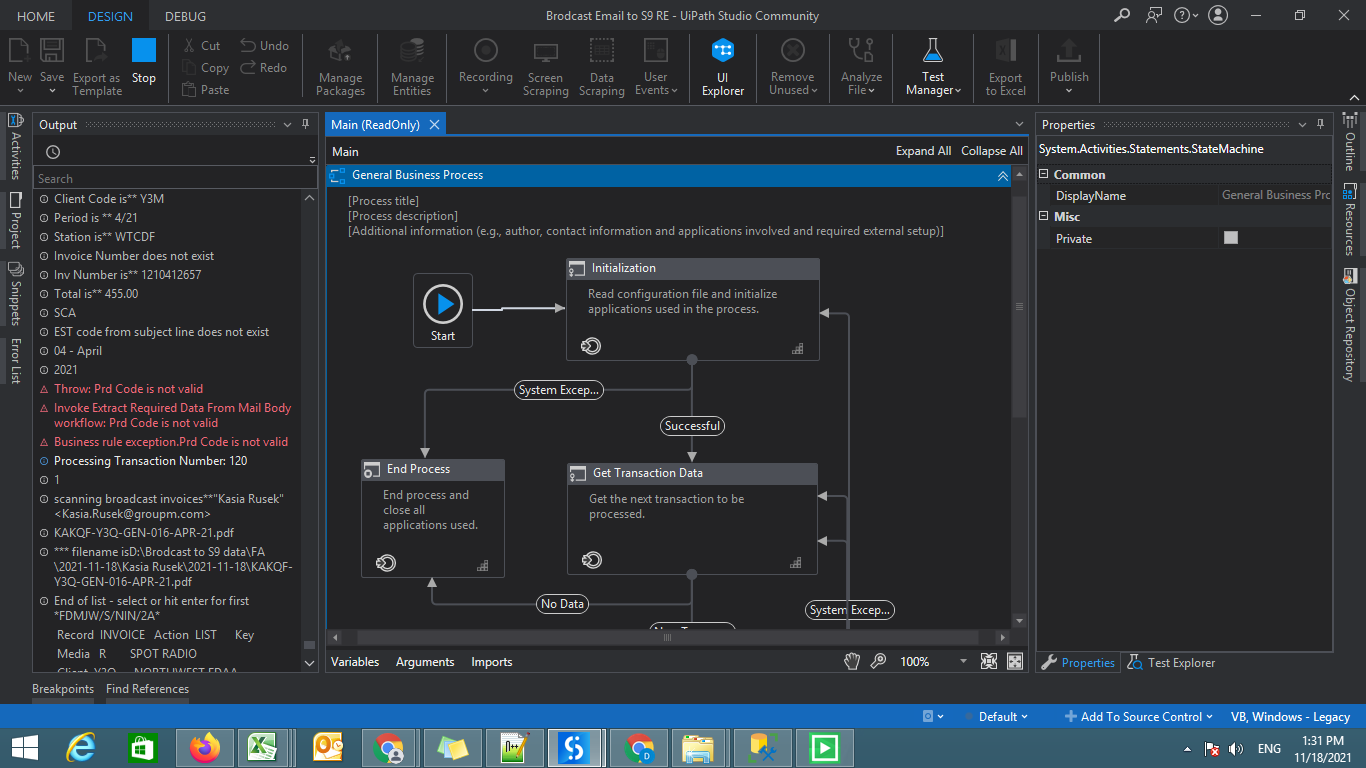 HOME DESIGN DEBUG
Brodcast Email to S9 RE - UiPath Studio Community
New
Save
Export as
Template
Stop
Cut
Copy
Paste
Undo
Redo
Manage
Packages
Manage
Entities
Recording
Screen
Scraping
Data
Scraping
User
Events
UI
Explorer
Remove
Unused
Analyze
File
Test
Manager
Export
to Excel
Publish
Activities
Project
Snippets
Error List
Output
Search
Client Code is** Y3M
Period is ** 4/21
Station is** WTCDF
Invoice Number does not exist
Inv Number is** 1210412657
Total is** 455.00
SCA
EST code from subject line does not exist
04 - April
2021
Throw: Prd Code is not valid
Invoke Extract Required Data From Mail Body
workflow: Prd Code is not valid
Business rule exception.Prd Code is not valid
Processing Transaction Number: 120
1
scanning broadcast invoices**"Kasia Rusek"
<Kasia.Rusek@groupm.com>
KAKQF-Y3Q-GEN-016-APR-21.pdf
*** filename isD:\Brodcast to S9 data\FA
\2021-11-18\Kasia Rusek\2021-11-18\KAKQF-
Y3Q-GEN-016-APR-21.pdf
End of list - select or hit enter for first
*FDMJW/S/NIN/2A*
Record INVOICE Action LIST Key
Media R SPOT RADIO
Client Y3Q NORTHWEST FDAA
Breakpoints Find References
Main (ReadOnly)
Main
Expand All Collapse All
General Business Process
[Process title]
[Process description]
[Additional information (e.g., author, contact information and applications involved and required external setup)]
Start
Initialization
Read configuration file and initialize
applications used in the process.
System Excep...
Successful
End Process
End process and
close all
applications used.
Get Transaction Data
Get the next transaction to be
processed.
No Data
System Excep...
Variables Arguments Imports
100%
Properties
System.Activities.Statements.StateMachine
Common
DisplayName General Business Prc
Misc
Private
Properties Test Explorer
Outline
Resources
Object Repository
Default
Add To Source Control
VB, Windows - Legacy
ENG
1:31 PM
11/18/2021